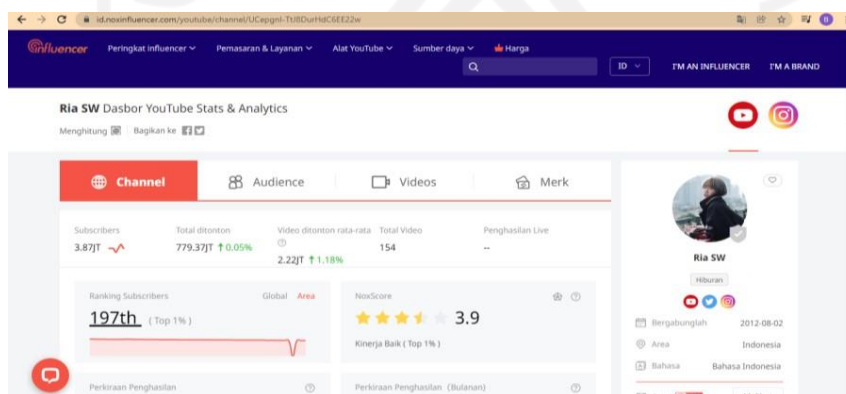 id.noxinfluencer.com/youtube/channel/UCepgnl-TtI8DurHdC6EE22w
influencer Peringkat influencer Pemasaran & Layanan Alat YouTube Sumber daya Harga
ID I'M AN INFLUENCER I'M A BRAND
Ria SW Dasbor YouTube Stats & Analytics
Menghitung Bagikan ke
Channel Audience Videos Merk
Subscribers Total ditonton Video ditonton rata-rata Total Video Penghasilan Live
3.87JT 779.37JT 0.05% 2.22JT 1.18% 154 --
Ranking Subscribers Global Area
197th (Top 1%)
NoxScore
3.9
Kinerja Baik (Top 1%)
Perkiraan Penghasilan
Perkiraan Penghasilan (Bulanan)
Ria SW
Hiburan
Bergabunglah 2012-08-02
Area Indonesia
Bahasa Bahasa Indonesia